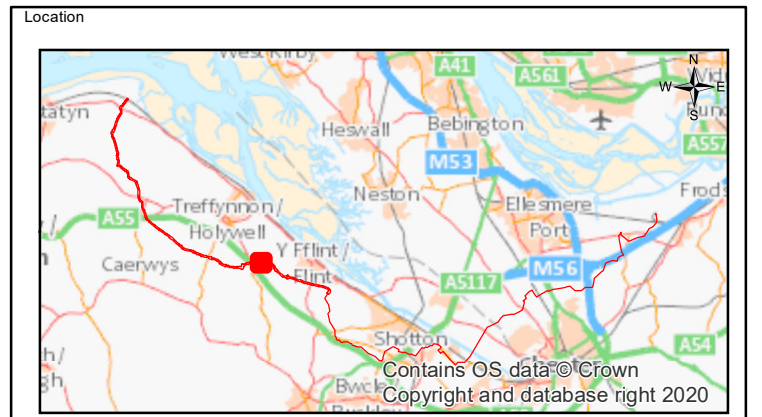 Location
West Kirby
A41
A561
N
W
E
S
tatyn
Heswall
Bebington
A557
M53
Neston
Ellesmere
Port
Frods
Treffynnon /
Holywell
A55
Y Fflint /
Flint
Caerwys
M56
A5117
Shotton
A54
Contains OS data © Crown
Copyright and database right 2020